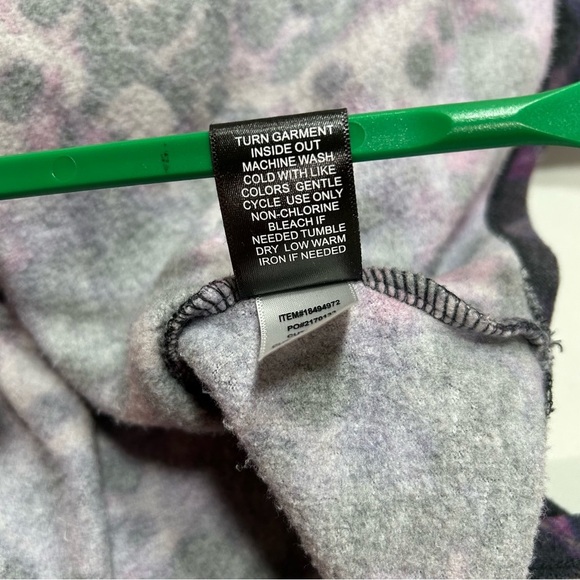 TURN GARMENT
INSIDE OUT
MACHINE WASH
COLD WITH LIKE
COLORS GENTLE
CYCLE USE ONLY
NON-CHLORINE
BLEACH IF
NEEDED TUMBLE
DRY LOW WARM
IRON IF NEEDED
ITEM#18494972